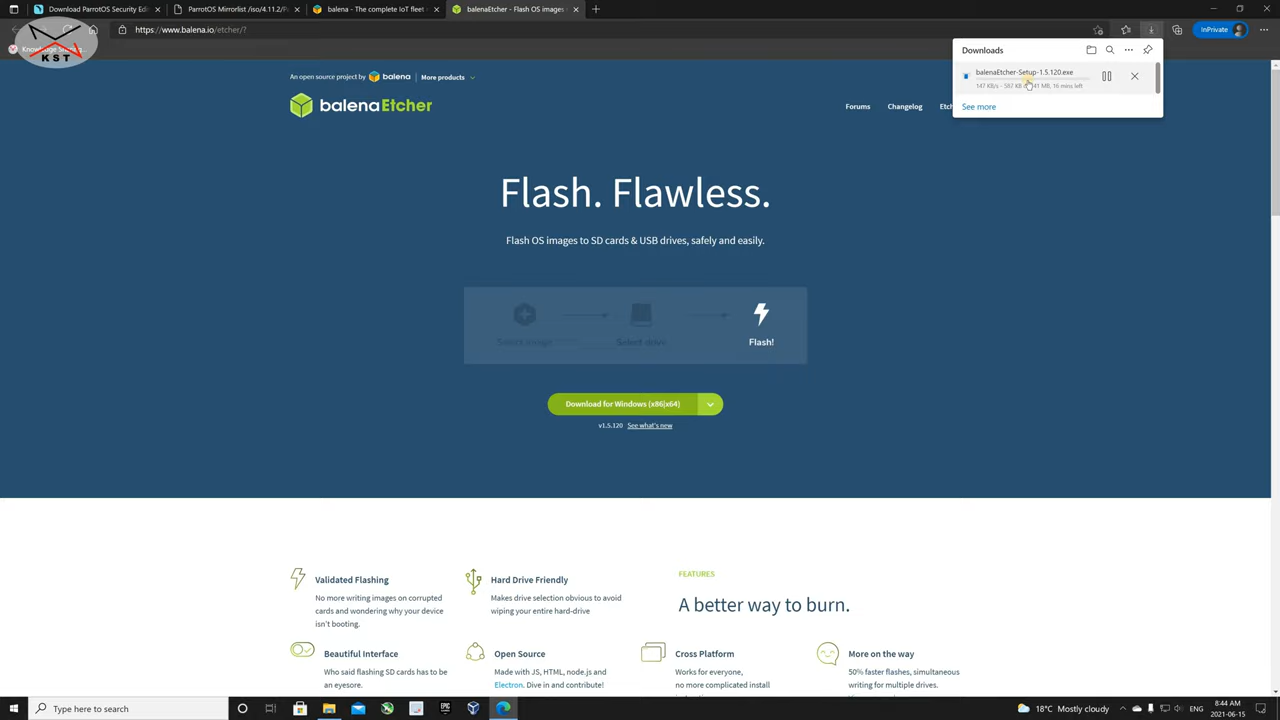 Download ParrotOS Security Edi
ParrotOS Mirrorlist /iso/4.11.2/Pa
balena - The complete IoT fleet
balenaEtcher - Flash OS images
https://www.balena.io/etcher/?
InPrivate
KST
Downloads
balenaEtcher-Setup-1.5.120.exe
See more
An open source project by balena
More products
balenaEtcher
Forums
Changelog
Etc
Flash. Flawless.
Flash OS images to SD cards & USB drives, safely and easily.
Select drive
Flash!
Download for Windows (x86|x64)
v1.5.120 See what's new
Validated Flashing
No more writing images on corrupted
cards and wondering why your device
isn't booting.
Hard Drive Friendly
Makes drive selection obvious to avoid
wiping your entire hard-drive
FEATURES
A better way to burn.
Beautiful Interface
Who said flashing SD cards has to be
an eyesore.
Open Source
Made with JS, HTML, node.js and
Electron. Dive in and contribute!
Cross Platform
Works for everyone,
no more complicated install
More on the way
50% faster flashes, simultaneous
writing for multiple drives.
Type here to search
EPIC
18°C Mostly cloudy
ENG
8:44 AM
2021-06-15